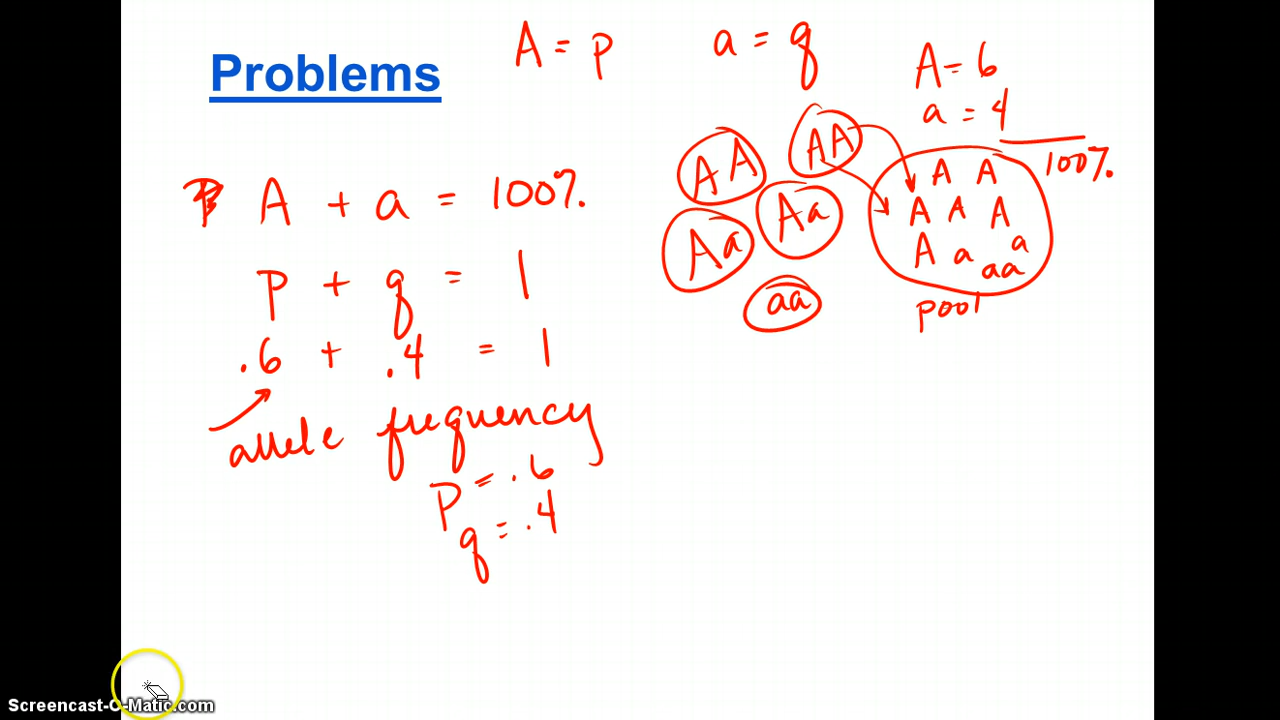 Problems
A = p
a = q
A = 6
a = 4
100%
A + a = 100%
p + q = 1
.6 + .4 = 1
allele frequency
P = .6
q = .4
AA
AA
Aa
Aa
aa
A A
A A A
A a aa a
pool
Screencast-O-Matic.com